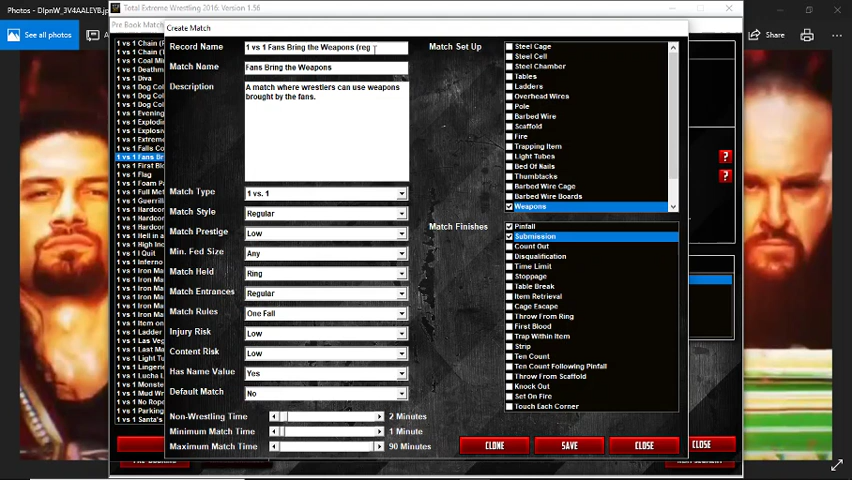 Photos - DlpnW_3V4AALEYB.jp
Total Extreme Wrestling 2016: Version 1.56
See all photos
Share
Pre Book Match
Create Match
1 vs 1 Chain (F
1 vs 1 Chain (T
1 vs 1 Coal Min
1 vs 1 Deathm
1 vs 1 Diva
1 vs 1 Dog Col
1 vs 1 Dog Col
1 vs 1 Dog Col
1 vs 1 Evening
1 vs 1 Explosi
1 vs 1 Explosi
1 vs 1 Extreme
1 vs 1 Falls Co
1 vs 1 Fans Br
1 vs 1 First Bl
1 vs 1 Flag
1 vs 1 Foam Pa
1 vs 1 Full Met
1 vs 1 Guerrill
1 vs 1 Hardcor
1 vs 1 Hardcor
1 vs 1 Hardcor
1 vs 1 Hell in a
1 vs 1 High Inc
1 vs 1 I Quit
1 vs 1 Inferno
1 vs 1 Iron Ma
1 vs 1 Iron Ma
1 vs 1 Iron Ma
1 vs 1 Iron Ma
1 vs 1 Item on
1 vs 1 Ladder
1 vs 1 Las Veg
1 vs 1 Last M
1 vs 1 Light Tu
1 vs 1 Lingerie
1 vs 1 Lucha
1 vs 1 Monste
1 vs 1 Mud Wr
1 vs 1 No Rope
1 vs 1 Parking
1 vs 1 Santa's
Record Name
1 vs 1 Fans Bring the Weapons (reg
Match Name
Fans Bring the Weapons
Description
A match where wrestlers can use weapons
brought by the fans.
Match Type
1 vs. 1
Match Style
Regular
Match Prestige
Low
Min. Fed Size
Any
Match Held
Ring
Match Entrances
Regular
Match Rules
One Fall
Injury Risk
Low
Content Risk
Low
Has Name Value
Yes
Default Match
No
Non-Wrestling Time
2 Minutes
Minimum Match Time
1 Minute
Maximum Match Time
90 Minutes
Match Set Up
Steel Cage
Steel Cell
Steel Chamber
Tables
Ladders
Overhead Wires
Pole
Barbed Wire
Scaffold
Fire
Trapping Item
Light Tubes
Bed Of Nails
Thumbtacks
Barbed Wire Cage
Barbed Wire Boards
Weapons
Match Finishes
Pinfall
Submission
Count Out
Disqualification
Time Limit
Stoppage
Table Break
Item Retrieval
Cage Escape
Throw From Ring
First Blood
Trap Within Item
Strip
Ten Count
Ten Count Following Pinfall
Throw From Scaffold
Knock Out
Set On Fire
Touch Each Corner
?
?
CLONE
SAVE
CLOSE
CLOSE